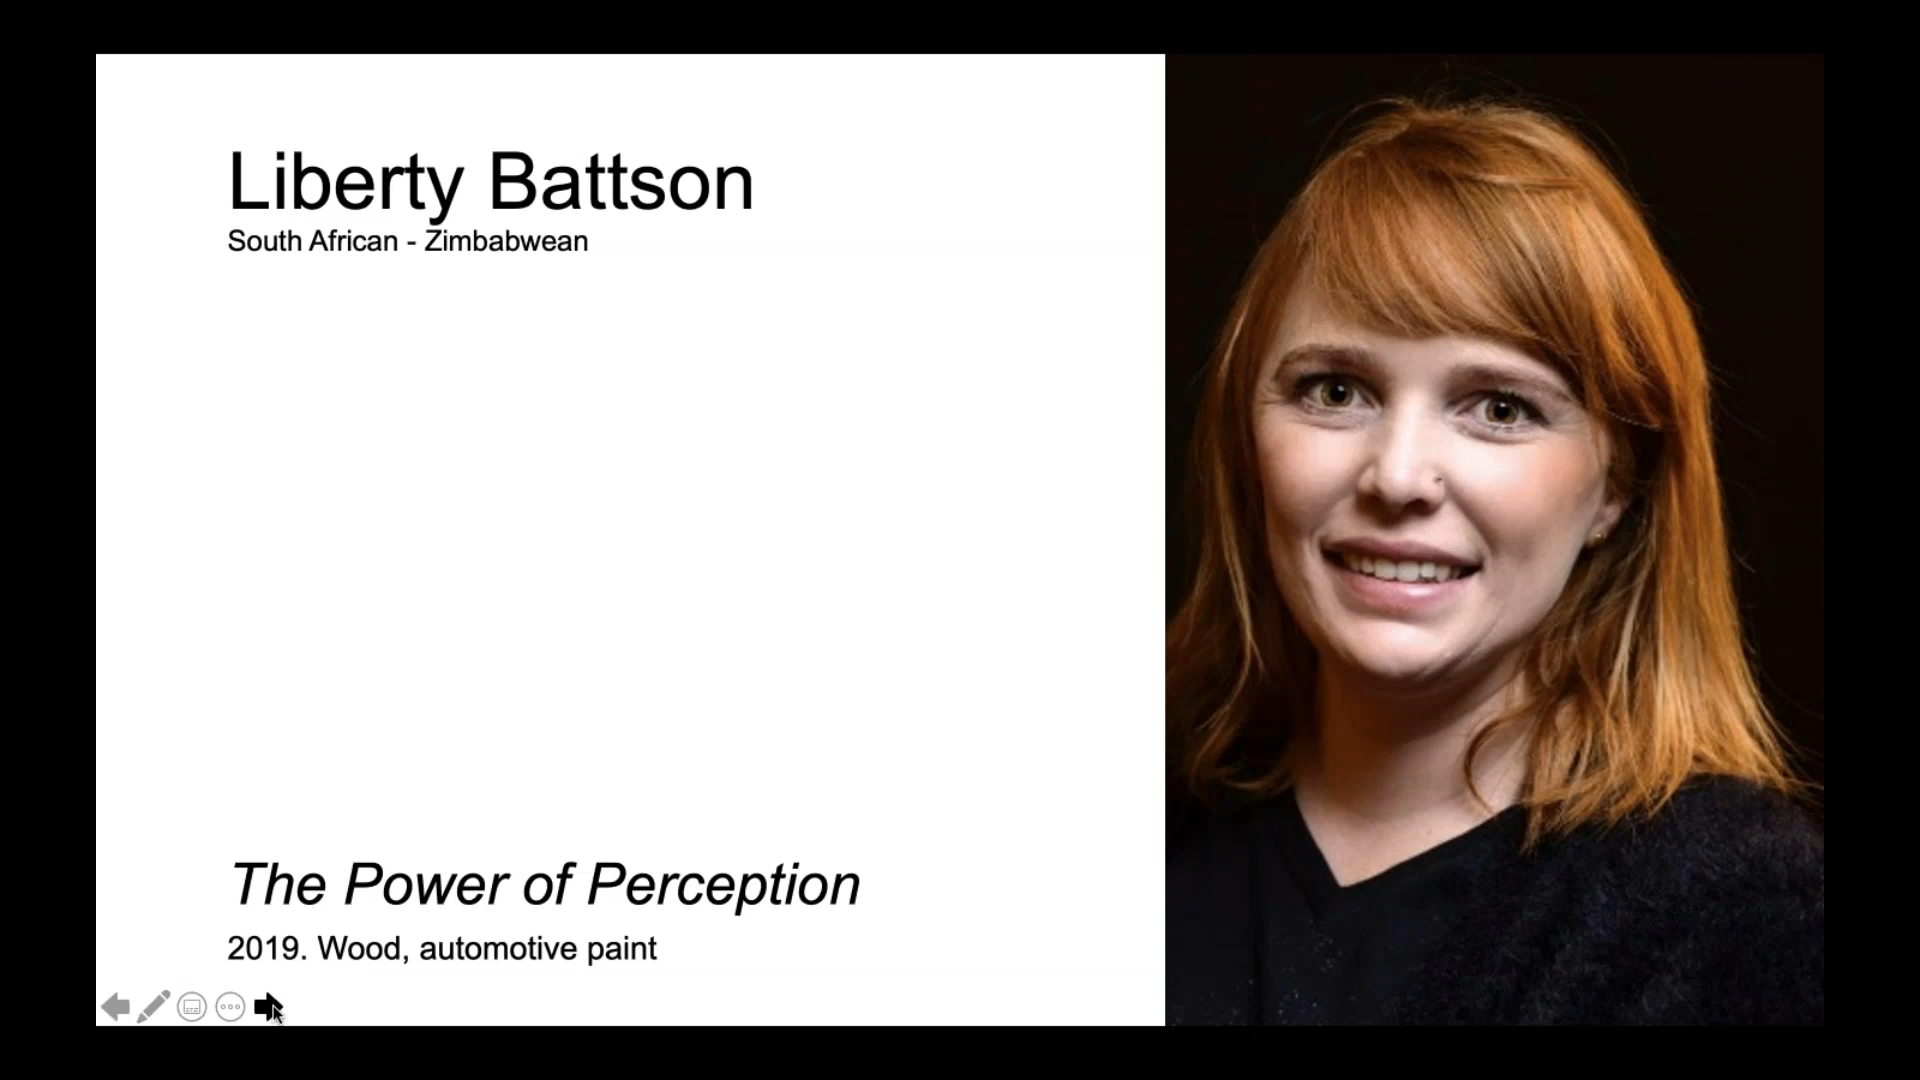 Liberty Battson
South African - Zimbabwean
The Power of Perception
2019. Wood, automotive paint